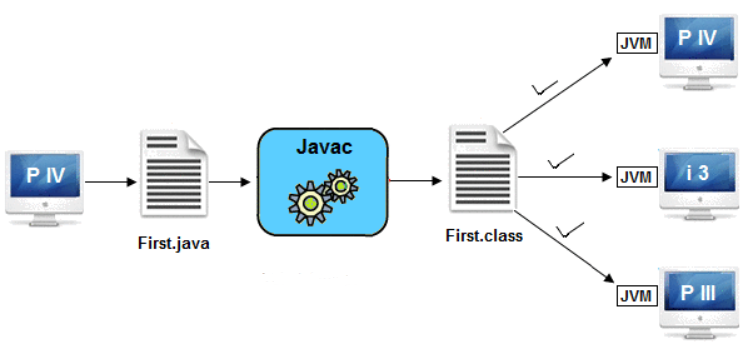 P IV
First.java
Javac
First.class
JVM
P IV
JVM
i 3
JVM
P III